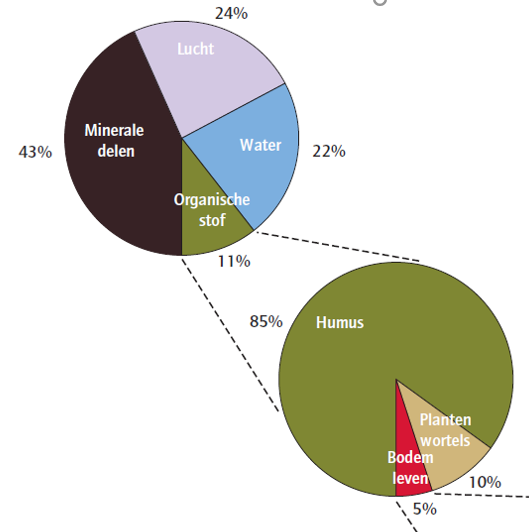 24%
Lucht
Minerale
delen
43%
Water
22%
Organische
stof
11%
85%
Humus
Planten
wortels
Bodem
leven
10%
5%